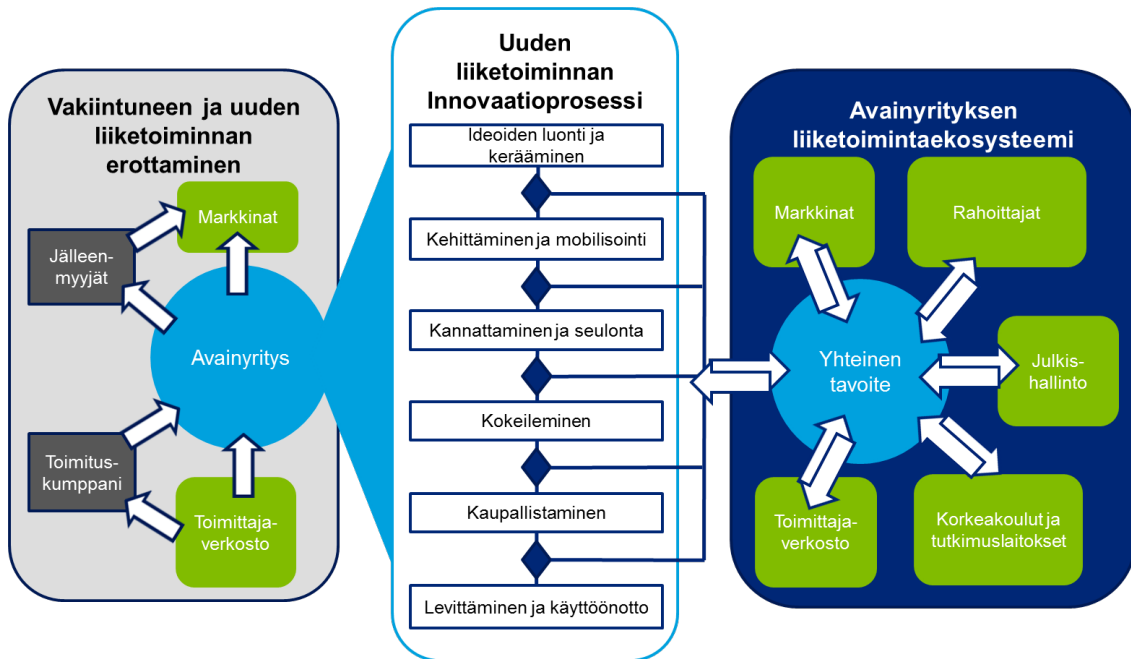 Vakiintuneen ja uuden
liiketoiminnan
erottaminen
Markkinat
Jälleen-
myyjät
Avainyritys
Toimitus-
kumppani
Toimittaja-
verkosto
Uuden
liiketoiminnan
Innovaatioprosessi
Ideoiden luonti ja
kerääminen
Kehittäminen ja mobilisointi
Kannattaminen ja seulonta
Kokeileminen
Kaupallistaminen
Levittäminen ja käyttöönotto
Avainyrityksen
liiketoimintaekosysteemi
Markkinat
Rahoittajat
Yhteinen
tavoite
Julkis-
hallinto
Toimittaja-
verkosto
Korkeakoulut ja
tutkimuslaitokset